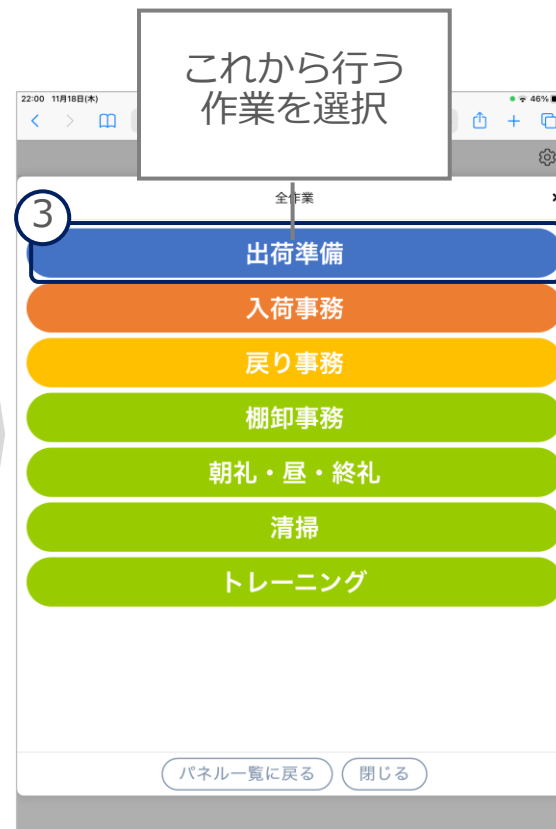 これから行う
作業を選択
22:00 11月18日(木)
46%
全作業
3
出荷準備
入荷事務
戻り事務
棚卸事務
朝礼・昼・終礼
清掃
トレーニング
パネル一覧に戻る
閉じる